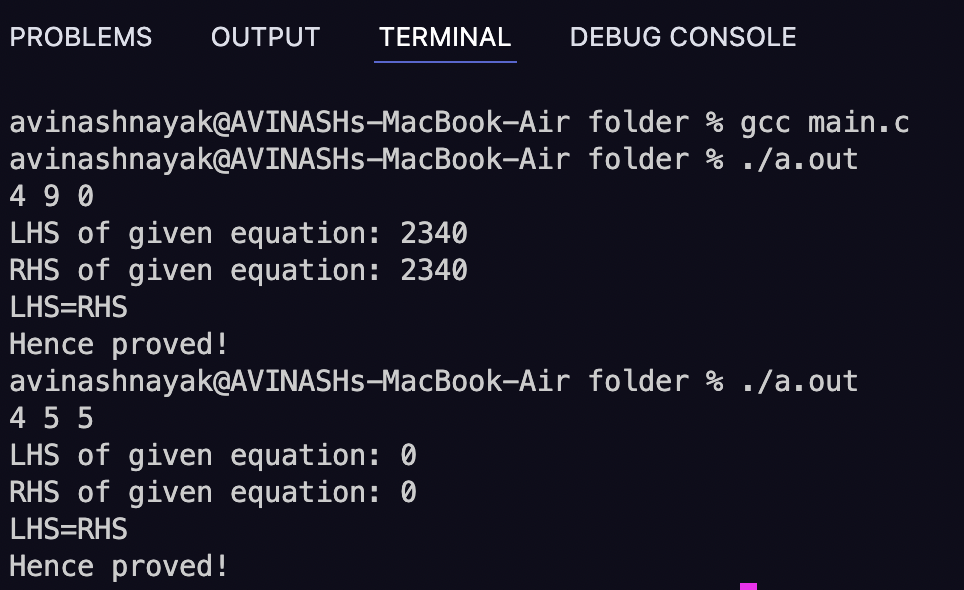 PROBLEMS OUTPUT TERMINAL DEBUG CONSOLE
avinashnayak@AVINASHs-MacBook-Air folder % gcc main.c
avinashnayak@AVINASHs-MacBook-Air folder % ./a.out
4 9 0
LHS of given equation: 2340
RHS of given equation: 2340
LHS=RHS
Hence proved!
avinashnayak@AVINASHs-MacBook-Air folder % ./a.out
4 5 5
LHS of given equation: 0
RHS of given equation: 0
LHS=RHS
Hence proved!